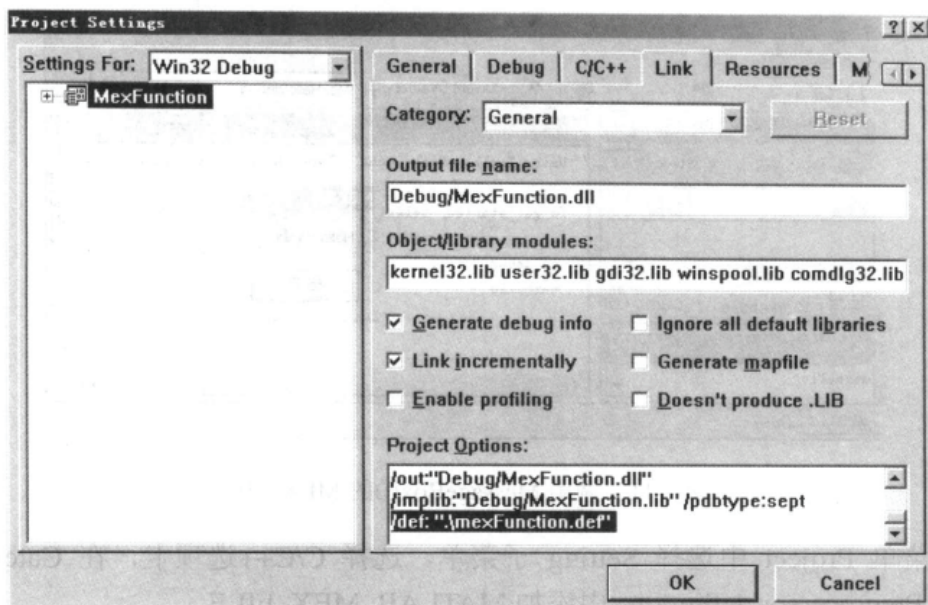 Project Settings
Settings For: Win32 Debug
MexFunction
General Debug C/C++ Link Resources M
Category: General Reset
Output file name:
Debug/MexFunction.dll
Object/library modules:
kernel32.lib user32.lib gdi32.lib winspool.lib comdlg32.lib
Generate debug info Ignore all default libraries
Link incrementally Generate mapfile
Enable profiling Doesn't produce .LIB
Project Options:
/out:"Debug/MexFunction.dll"
/implib:"Debug/MexFunction.lib" /pdbtype:sept
/def: ".\mexFunction.def"
OK Cancel